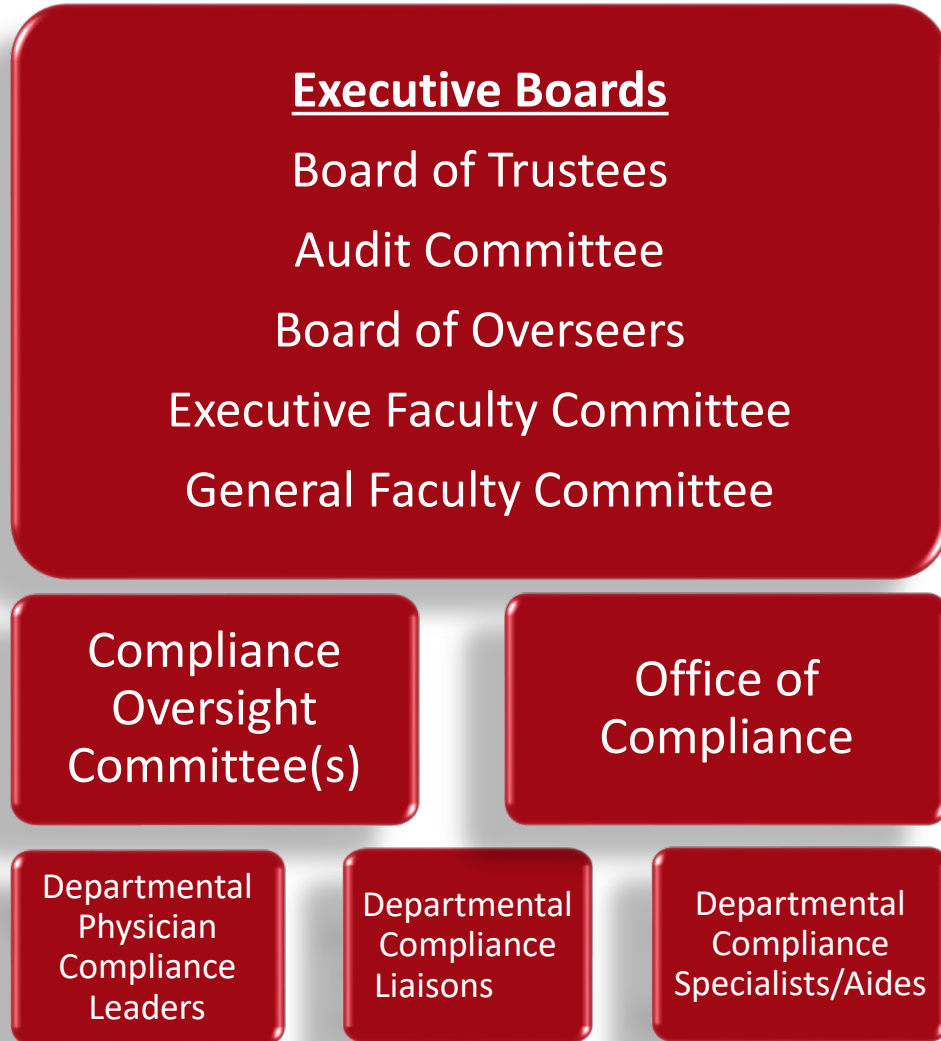 Executive Boards
Board of Trustees
Audit Committee
Board of Overseers
Executive Faculty Committee
General Faculty Committee
Compliance
Oversight
Committee(s)
Office of
Compliance
Departmental
Physician
Compliance
Leaders
Departmental
Compliance
Liaisons
Departmental
Compliance
Specialists/Aides